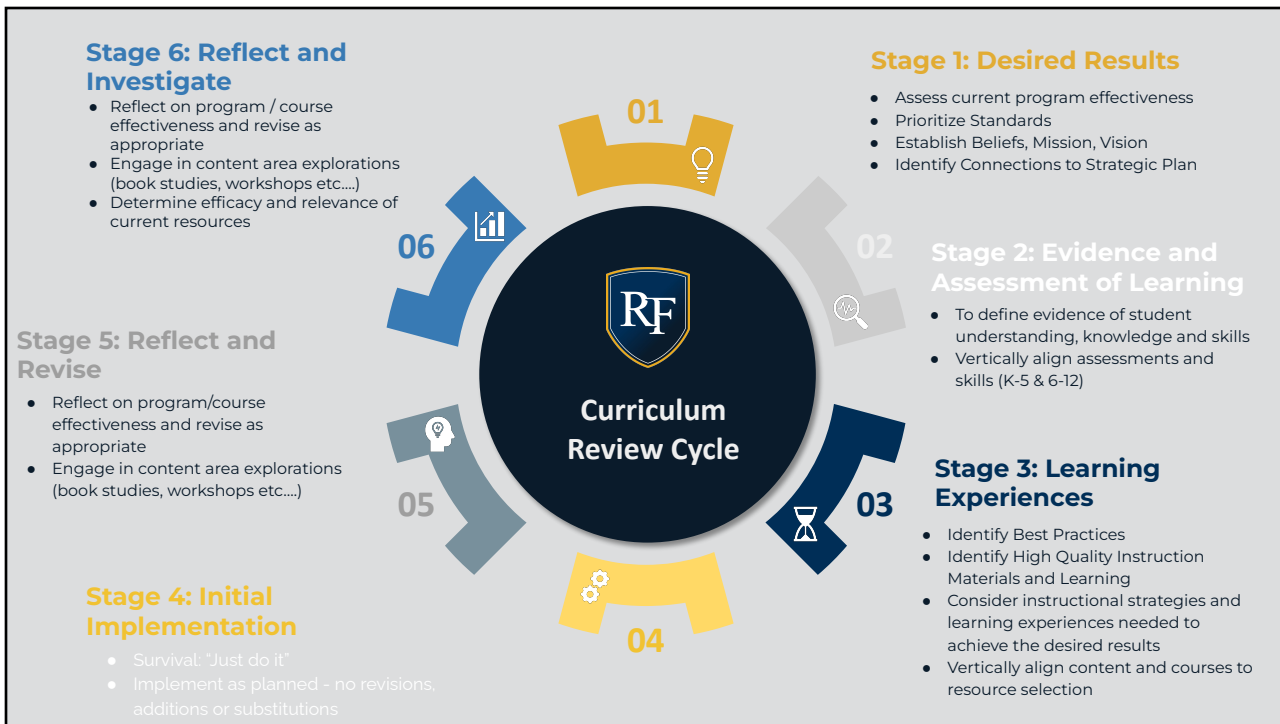 Stage 1: Desired Results
● Assess current program effectiveness
● Prioritize Standards
● Establish Beliefs, Mission, Vision
● Identify Connections to Strategic Plan
01
02
Stage 2: Evidence and
Assessment of Learning
● To define evidence of student
understanding, knowledge and skills
● Vertically align assessments and
skills (K-5 & 6-12)
03
Stage 3: Learning
Experiences
● Identify Best Practices
● Identify High Quality Instruction
Materials and Learning
● Consider instructional strategies and
learning experiences needed to
achieve the desired results
● Vertically align content and courses to
resource selection
04
Stage 4: Initial
Implementation
● Survival: “Just do it”
● Implement as planned - no revisions,
additions or substitutions
05
Stage 5: Reflect and
Revise
● Reflect on program/course
effectiveness and revise as
appropriate
● Engage in content area explorations
(book studies, workshops etc....)
06
Stage 6: Reflect and
Investigate
● Reflect on program / course
effectiveness and revise as
appropriate
● Engage in content area explorations
(book studies, workshops etc....)
● Determine efficacy and relevance of
current resources
RF
Curriculum
Review Cycle